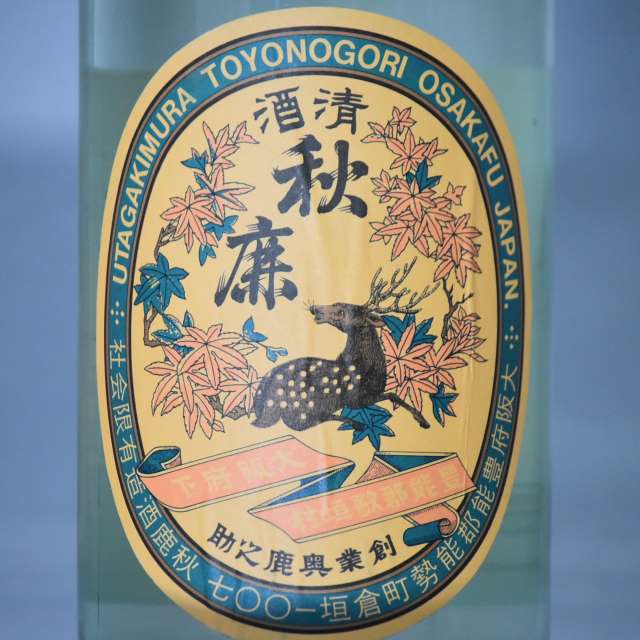 UTAGAKIMURA TOYONOGORI OSAKAFU JAPAN.
清酒
秋
鹿
大阪府下
豊能郡歌垣村
創業奥鹿之助
大阪府豊能郡能勢町倉垣一〇〇七 秋鹿酒造有限会社